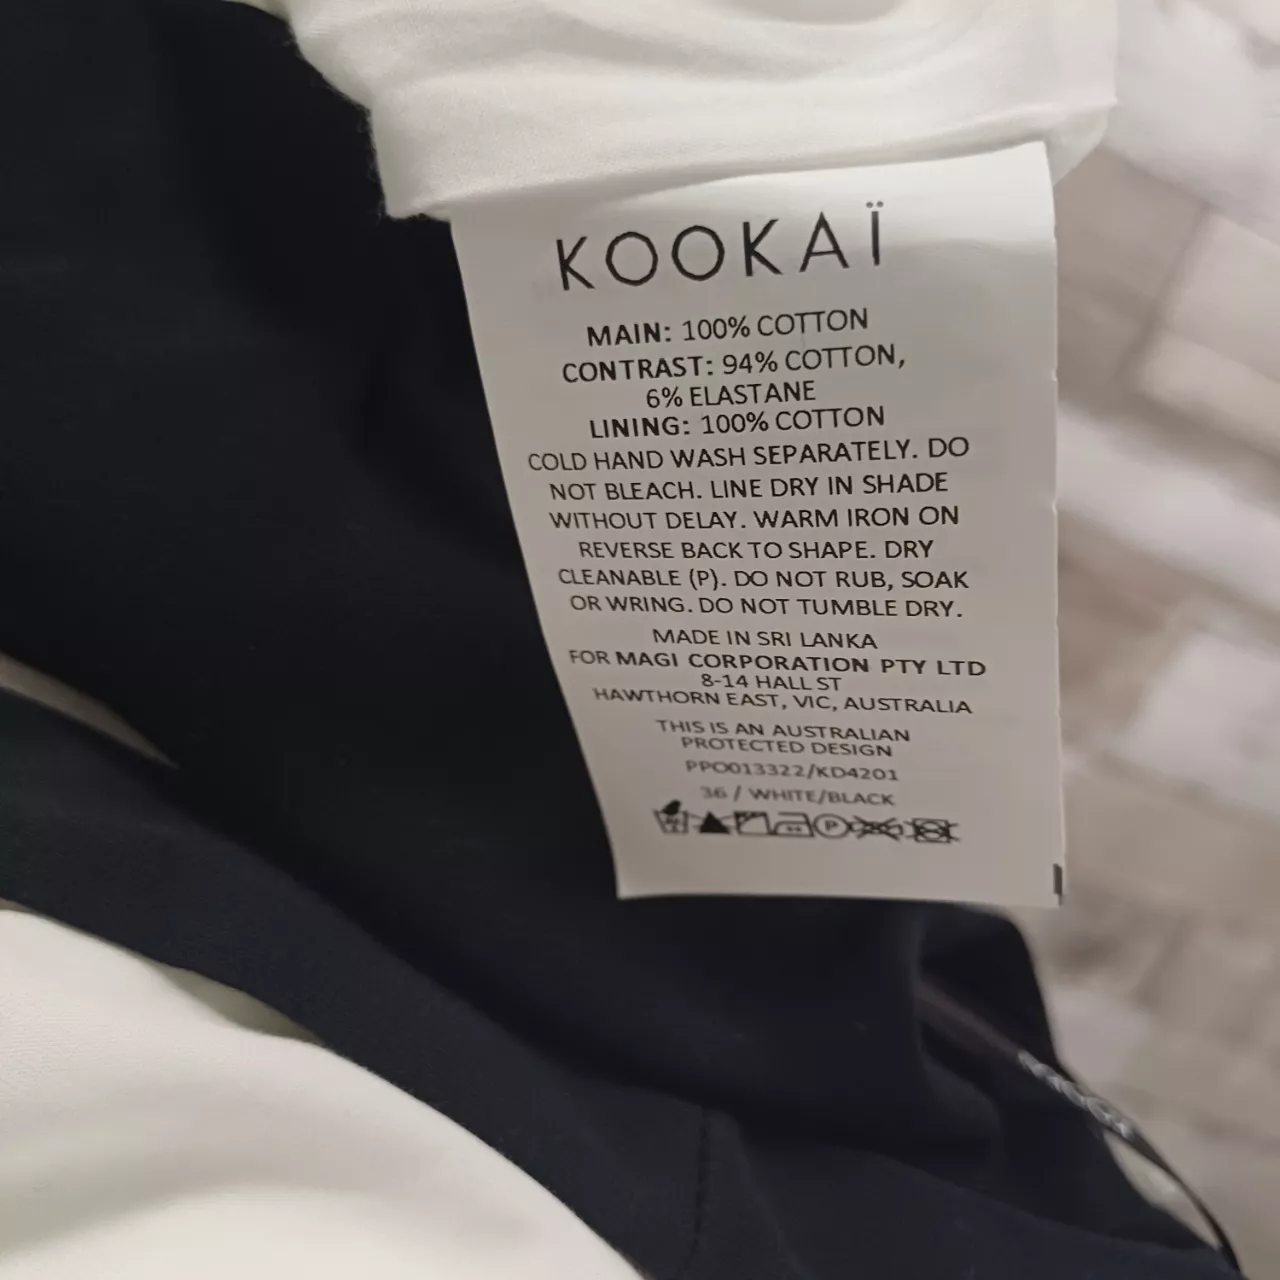 KOOKAÏ
MAIN: 100% COTTON
CONTRAST: 94% COTTON,
6% ELASTANE
LINING: 100% COTTON
COLD HAND WASH SEPARATELY. DO
NOT BLEACH. LINE DRY IN SHADE
WITHOUT DELAY. WARM IRON ON
REVERSE BACK TO SHAPE. DRY
CLEANABLE (P). DO NOT RUB, SOAK
OR WRING. DO NOT TUMBLE DRY.
MADE IN SRI LANKA
FOR MAGI CORPORATION PTY LTD
8-14 HALL ST
HAWTHORN EAST, VIC, AUSTRALIA
THIS IS AN AUSTRALIAN
PROTECTED DESIGN
PPO013322/KD4201
36 / WHITE/BLACK
P